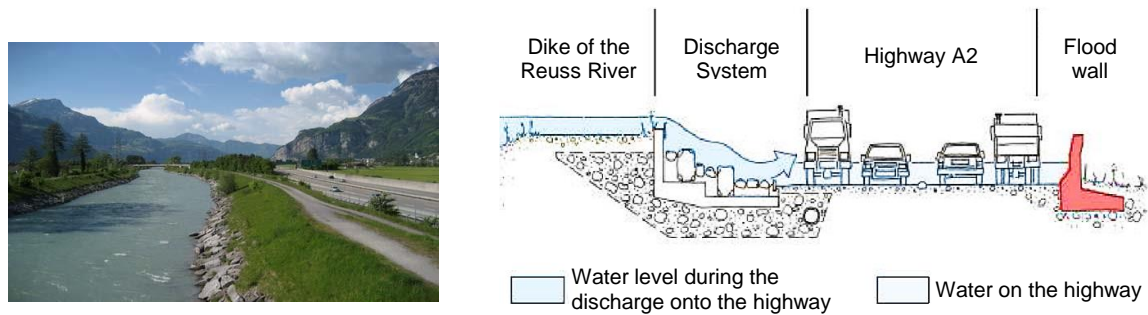 Dike of the
Reuss River
Discharge
System
Highway A2
Flood
wall
Water level during the
discharge onto the highway
Water on the highway